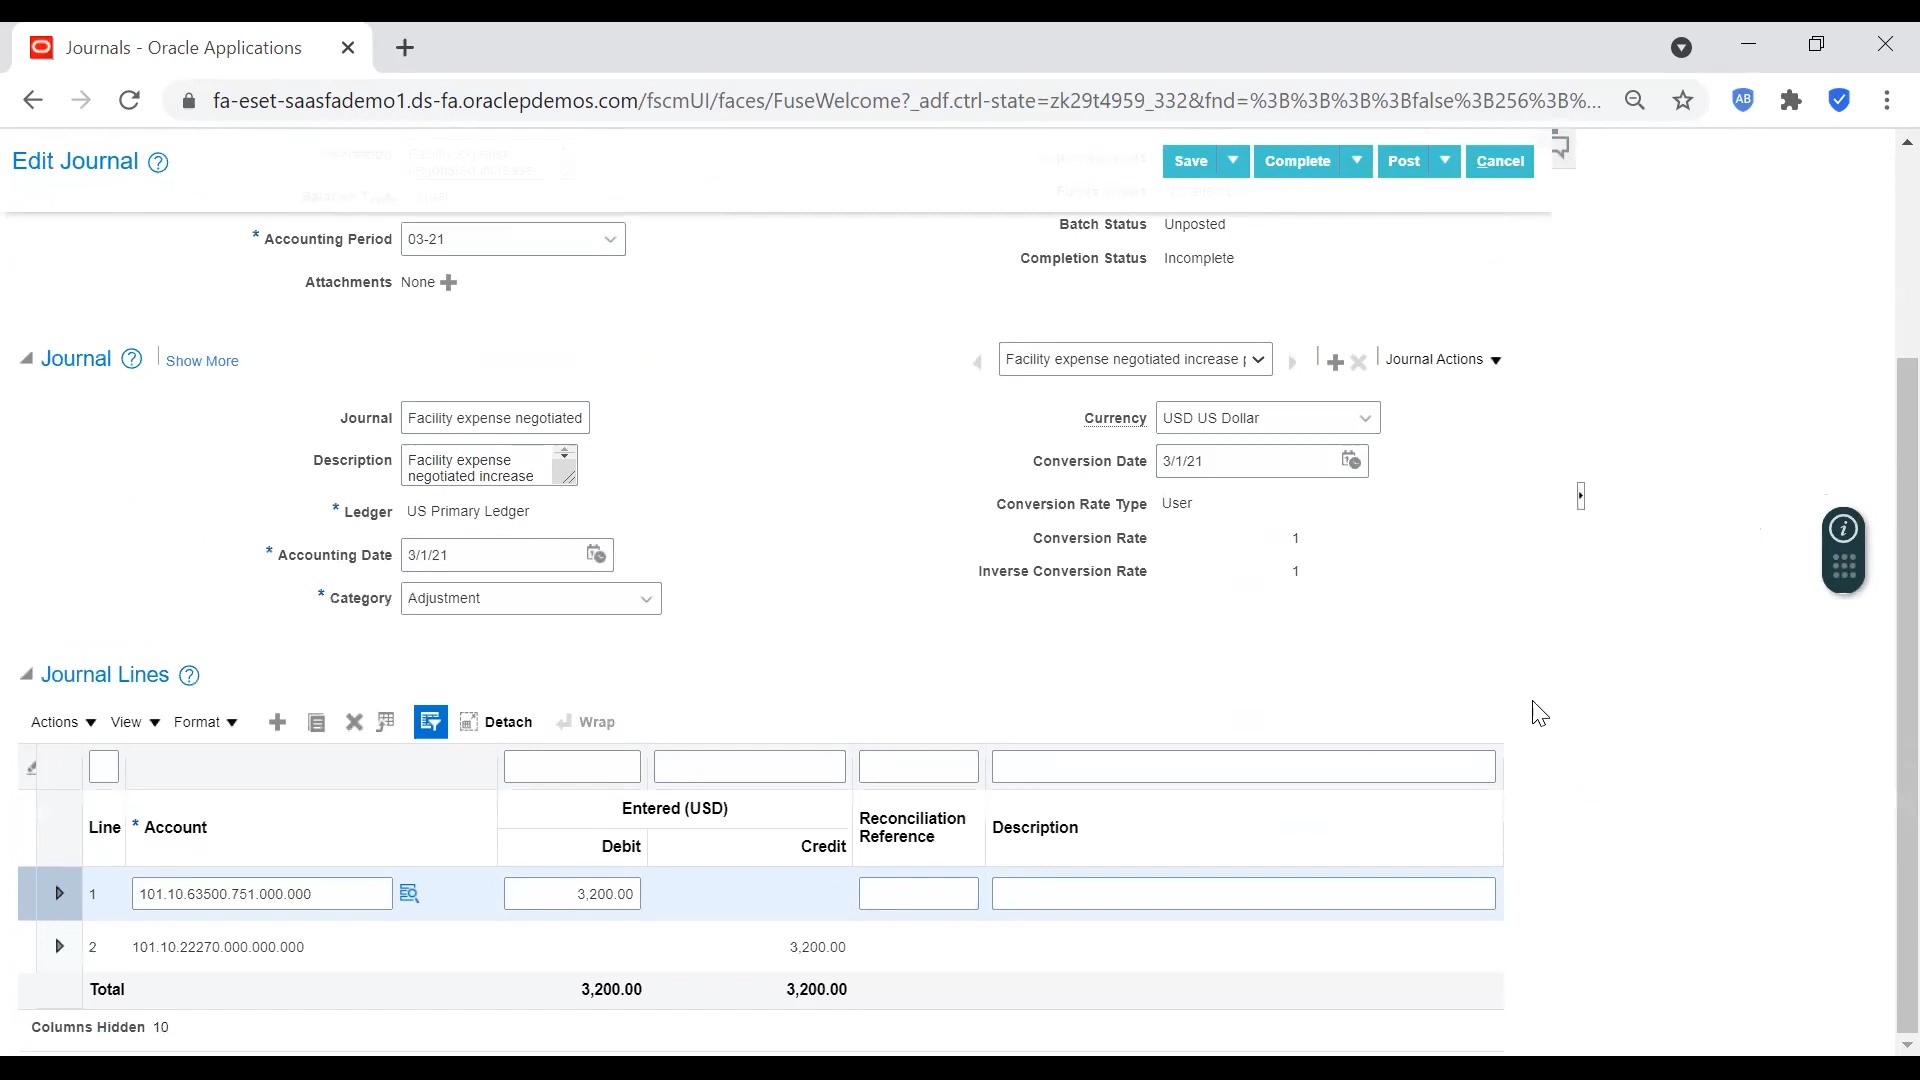 Journals - Oracle Applications
fa-eset-saasfademo1.ds-fa.oraclepdemos.com/fscmUI/faces/FuseWelcome?_adf.ctrl-state=zk29t4959_332&fnd=%3B%3B%3B%3Bfalse%3B256%3B%...
AB
Edit Journal ?
Save Complete Post Cancel
Batch Status Unposted
* Accounting Period 03-21
Completion Status Incomplete
Attachments None
Journal ? Show More
Facility expense negotiated increase Journal Actions
Journal Facility expense negotiated
Currency USD US Dollar
Description Facility expense
negotiated increase
Conversion Date 3/1/21
Conversion Rate Type User
* Ledger US Primary Ledger
Conversion Rate 1
* Accounting Date 3/1/21
Inverse Conversion Rate 1
* Category Adjustment
Journal Lines ?
Actions View Format Detach Wrap
Entered (USD)
Line * Account Debit Credit Reconciliation Reference Description
1 101.10.63500.751.000.000 3,200.00
2 101.10.22270.000.000.000 3,200.00
Total 3,200.00 3,200.00
Columns Hidden 10